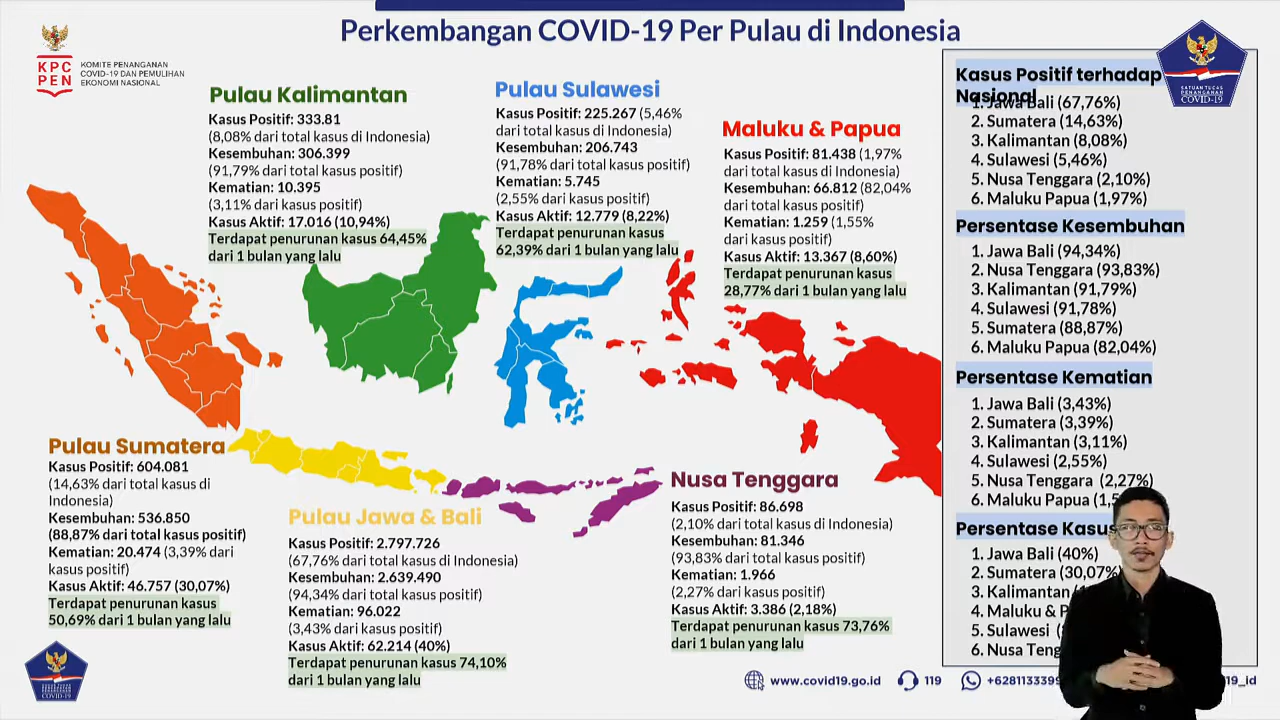 Perkembangan COVID-19 Per Pulau di Indonesia
KPC
PEN
KOMITE PENANGANAN
COVID-19 DAN PEMULIHAN
EKONOMI NASIONAL
Pulau Kalimantan
Kasus Positif: 333.81
(8,08% dari total kasus di Indonesia)
Kesembuhan: 306.399
(91,79% dari total kasus positif)
Kematian: 10.395
(3,11% dari kasus positif)
Kasus Aktif: 17.016 (10,94%)
Terdapat penurunan kasus 64,45%
dari 1 bulan yang lalu
Pulau Sulawesi
Kasus Positif: 225.267 (5,46%
dari total kasus di Indonesia)
Kesembuhan: 206.743
(91,78% dari total kasus positif)
Kematian: 5.745
(2,55% dari total kasus positif)
Kasus Aktif: 12.779 (8,22%)
Terdapat penurunan kasus
62,39% dari 1 bulan yang lalu
Maluku & Papua
Kasus Positif: 81.438 (1,97%
dari total kasus di Indonesia)
Kesembuhan: 66.812 (82,04%
dari total kasus positif)
Kematian: 1.259 (1,55%
dari kasus positif)
Kasus Aktif: 13.367 (8,60%)
Terdapat penurunan kasus
28,77% dari 1 bulan yang lalu
Pulau Sumatera
Kasus Positif: 604.081
(14,63% dari total kasus di
Indonesia)
Kesembuhan: 536.850
(88,87% dari total kasus positif)
Kematian: 20.474 (3,39% dari
kasus positif)
Kasus Aktif: 46.757 (30,07%)
Terdapat penurunan kasus
50,69% dari 1 bulan yang lalu
Pulau Jawa & Bali
Kasus Positif: 2.797.726
(67,76% dari total kasus di Indonesia)
Kesembuhan: 2.639.490
(94,34% dari total kasus positif)
Kematian: 96.022
(3,43% dari kasus positif)
Kasus Aktif: 62.214 (40%)
Terdapat penurunan kasus 74,10%
dari 1 bulan yang lalu
Nusa Tenggara
Kasus Positif: 86.698
(2,10% dari total kasus di Indonesia)
Kesembuhan: 81.346
(93,83% dari total kasus positif)
Kematian: 1.966
(2,27% dari kasus positif)
Kasus Aktif: 3.386 (2,18%)
Terdapat penurunan kasus 73,76%
dari 1 bulan yang lalu
Kasus Positif terhadap
Nasional
1. Jawa Bali (67,76%)
2. Sumatera (14,63%)
3. Kalimantan (8,08%)
4. Sulawesi (5,46%)
5. Nusa Tenggara (2,10%)
6. Maluku Papua (1,97%)
Persentase Kesembuhan
1. Jawa Bali (94,34%)
2. Nusa Tenggara (93,83%)
3. Kalimantan (91,79%)
4. Sulawesi (91,78%)
5. Sumatera (88,87%)
6. Maluku Papua (82,04%)
Persentase Kematian
1. Jawa Bali (3,43%)
2. Sumatera (3,39%)
3. Kalimantan (3,11%)
4. Sulawesi (2,55%)
5. Nusa Tenggara (2,27%)
6. Maluku Papua (1,5
Persentase Kasus
1. Jawa Bali (40%)
2. Sumatera (30,07%
3. Kalimantan
4. Maluku & P
5. Sulawesi
6. Nusa Teng
SATUAN TUGAS
PENANGANAN
COVID-19
COVID-19
www.covid19.go.id
119
+6281133399
19_id